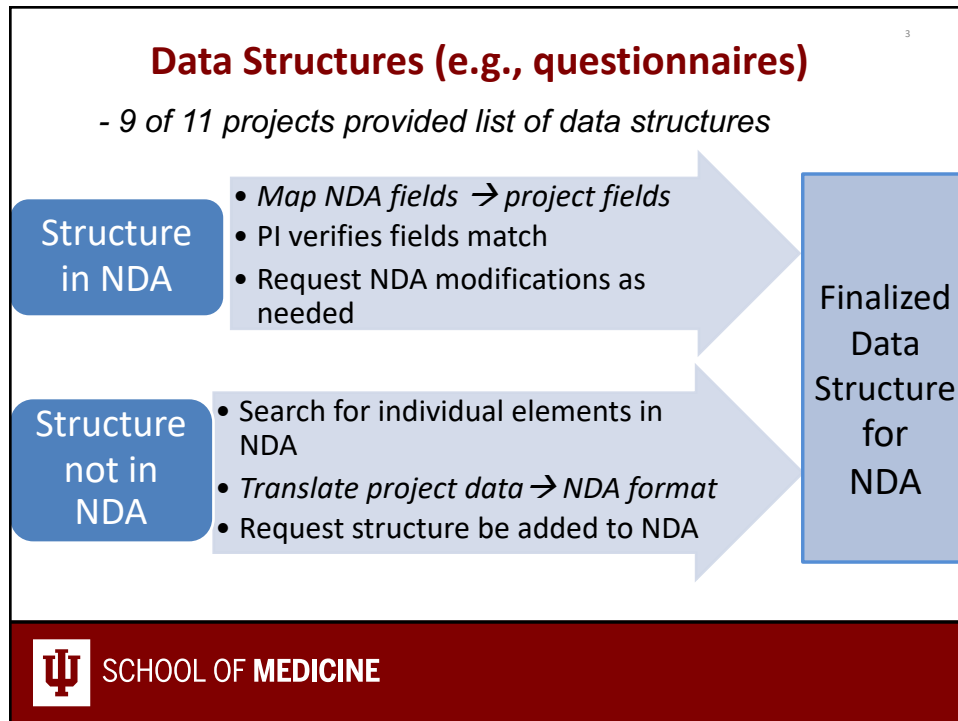 3
Data Structures (e.g., questionnaires)
- 9 of 11 projects provided list of data structures
Structure
in NDA
• Map NDA fields → project fields
• PI verifies fields match
• Request NDA modifications as
needed
Structure
not in
NDA
• Search for individual elements in
NDA
• Translate project data→ NDA format
• Request structure be added to NDA
Finalized
Data
Structure
for
NDA
SCHOOL OF MEDICINE